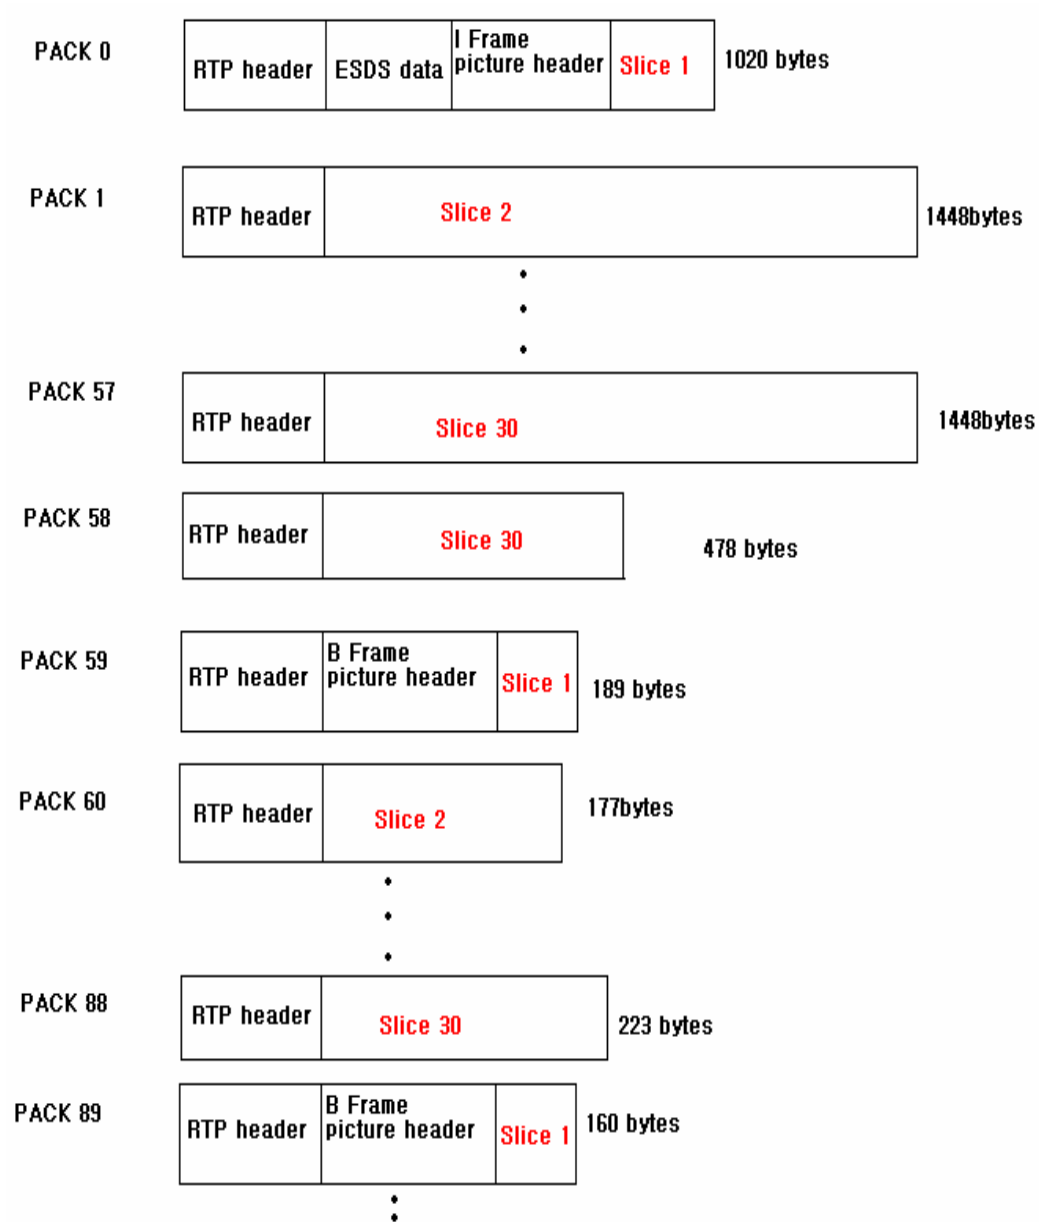 PACK 0
RTP header
ESDS data
I Frame
picture header
Slice 1
1020 bytes
PACK 1
RTP header
Slice 2
1448bytes
PACK 57
RTP header
Slice 30
1448bytes
PACK 58
RTP header
Slice 30
478 bytes
PACK 59
RTP header
B Frame
picture header
Slice 1
189 bytes
PACK 60
RTP header
Slice 2
177bytes
PACK 88
RTP header
Slice 30
223 bytes
PACK 89
RTP header
B Frame
picture header
Slice 1
160 bytes